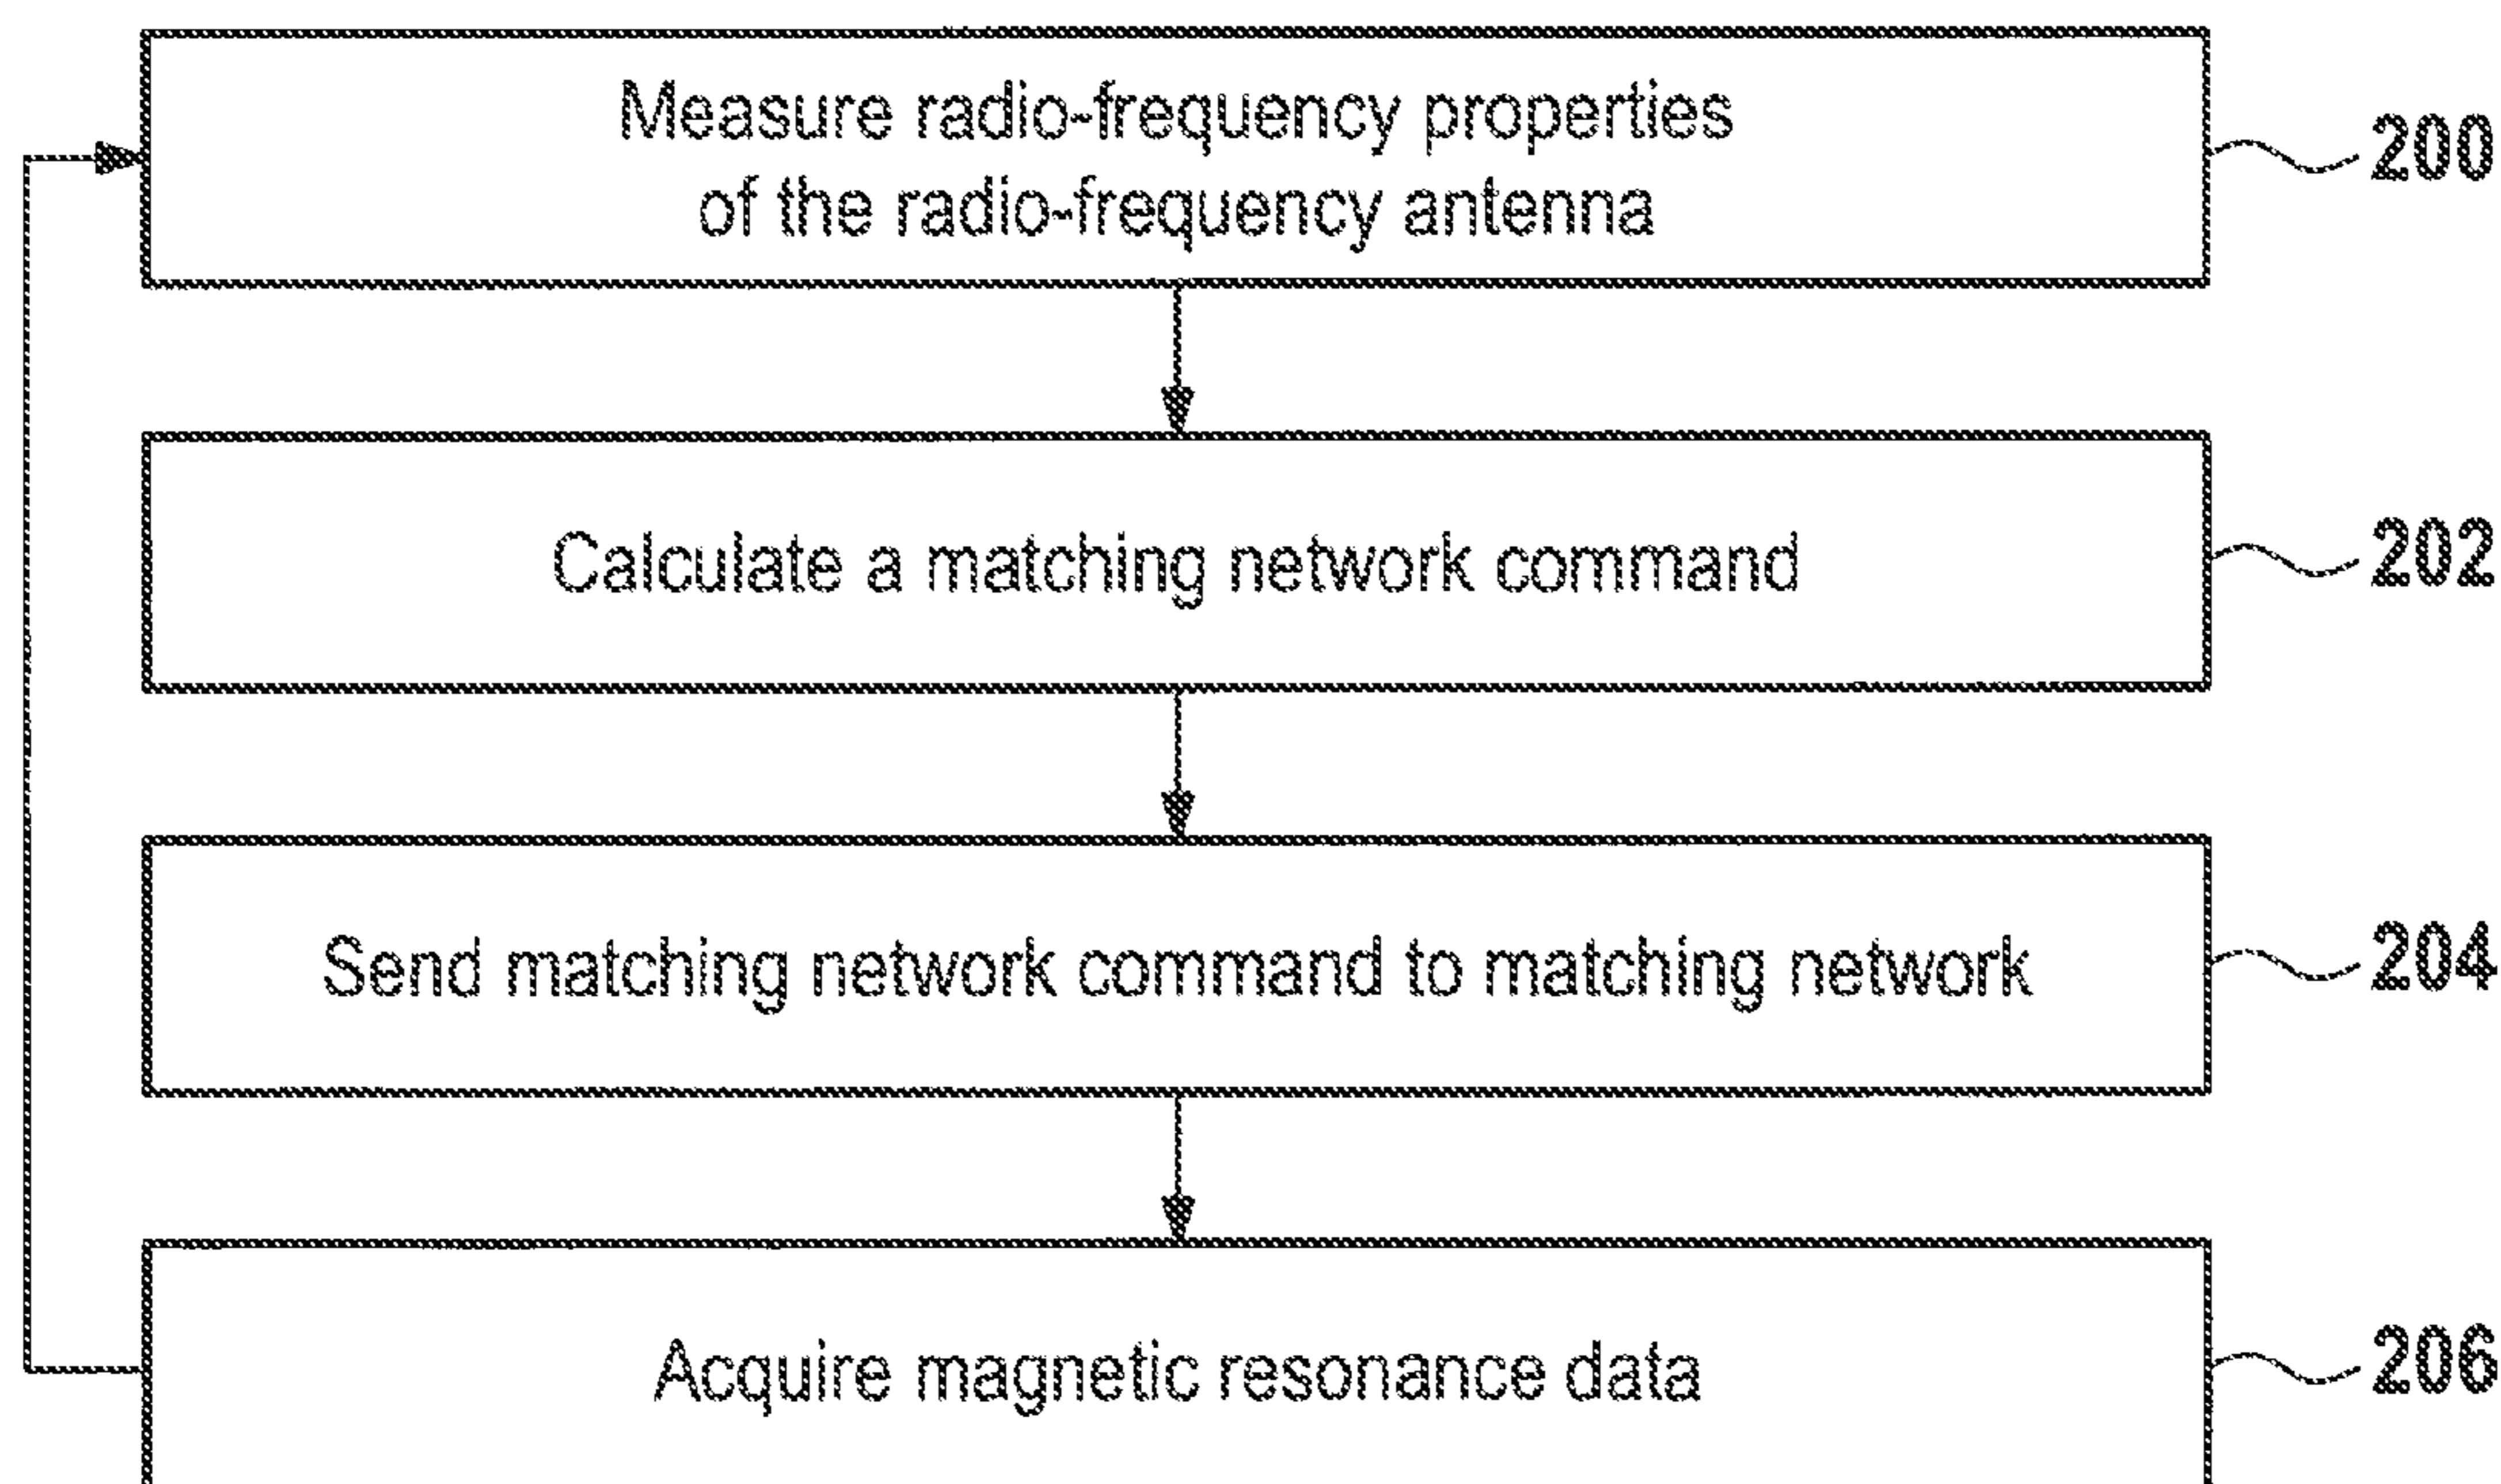 Measure radio-frequency properties
of the radio-frequency antenna
200
Calculate a matching network command
202
Send matching network command to matching network
204
Acquire magnetic resonance data
206